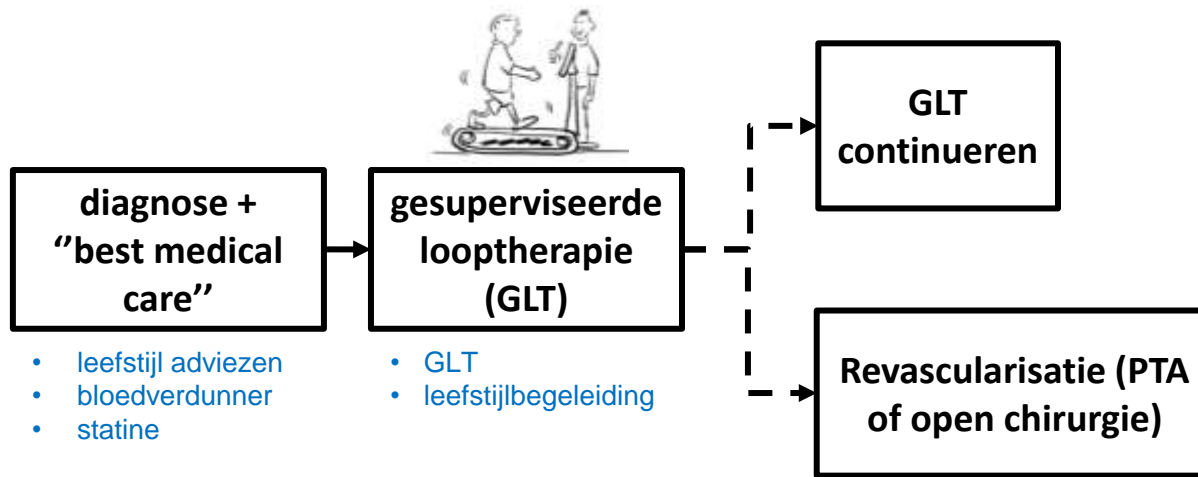 diagnose +
‘’best medical
care’’
• leefstijl adviezen
• bloedverdunner
• statine
gesuperviseerde
looptherapie
(GLT)
• GLT
• leefstijlbegeleiding
GLT
continueren
Revascularisatie (PTA
of open chirurgie)